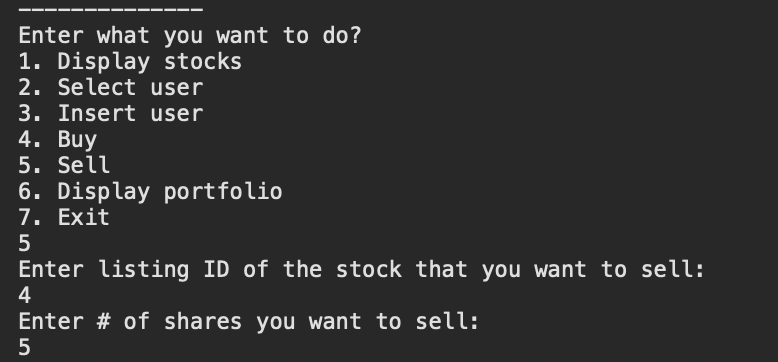 --------------
Enter what you want to do?
1. Display stocks
2. Select user
3. Insert user
4. Buy
5. Sell
6. Display portfolio
7. Exit
5
Enter listing ID of the stock that you want to sell:
4
Enter # of shares you want to sell:
5